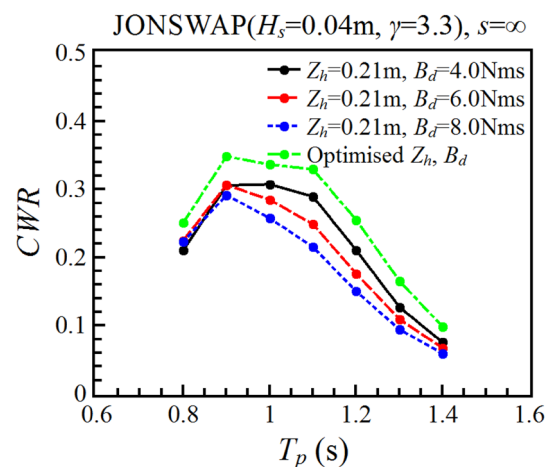 JONSWAP(Hs=0.04m, γ=3.3), s=∞
0.5
Zh=0.21m, Bd=4.0Nms
Zh=0.21m, Bd=6.0Nms
0.4
Zh=0.21m, Bd=8.0Nms
Optimised Zh, Bd
0.3
CWR
0.2
0.1
0
0.6 0.8 1 1.2 1.4 1.6
Tp (s)